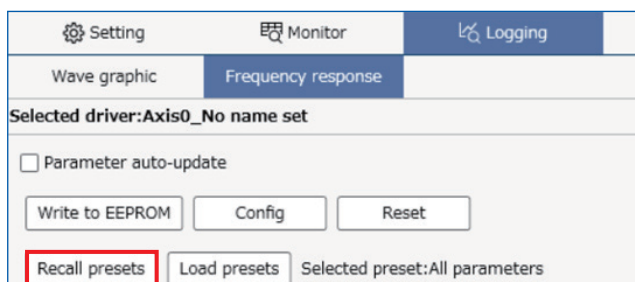 Setting Monitor Logging
Wave graphic Frequency response
Selected driver:Axis0_No name set
Parameter auto-update
Write to EEPROM Config Reset
Recall presets Load presets Selected preset:All parameters